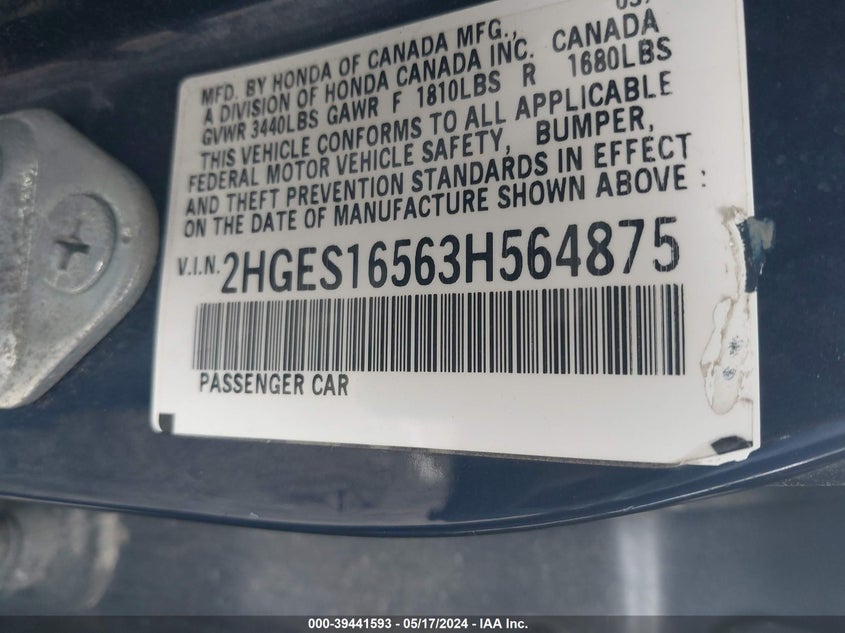 MFD. BY HONDA OF CANADA MFG.,
A DIVISION OF HONDA CANADA INC. CANADA
GVWR 3440LBS GAWR F 1810LBS R 1680LBS
THIS VEHICLE CONFORMS TO ALL APPLICABLE
FEDERAL MOTOR VEHICLE SAFETY, BUMPER,
AND THEFT PREVENTION STANDARDS IN EFFECT
ON THE DATE OF MANUFACTURE SHOWN ABOVE :
V.I.N. 2HGES16563H564875
PASSENGER CAR
000-39441593 - 05/17/2024 - IAA Inc.